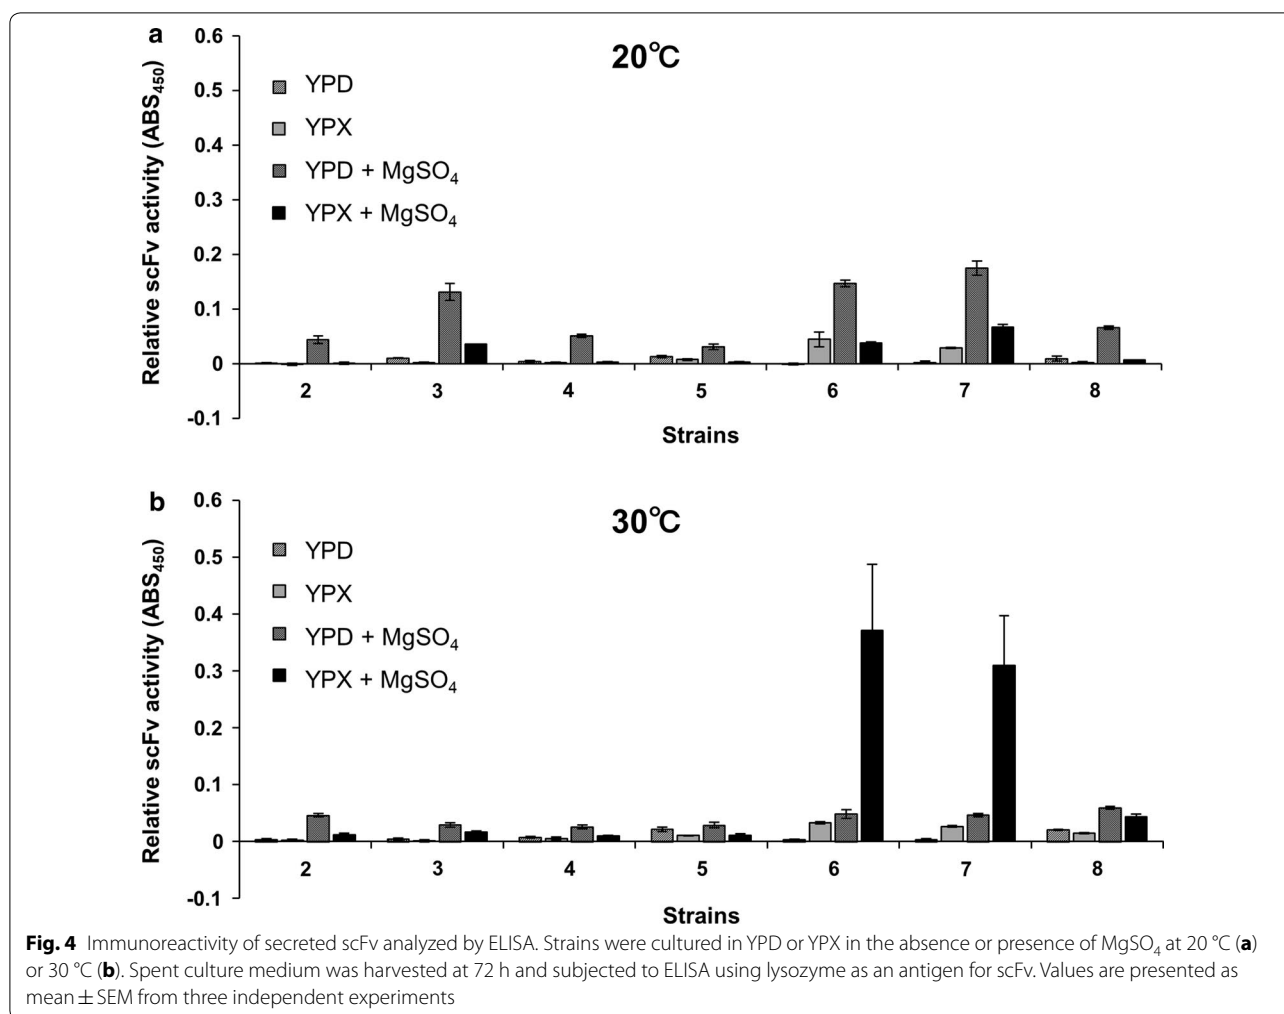 a
20℃
Relative scFv activity (ABS450)
0.6
0.5
0.4
0.3
0.2
0.1
0
-0.1
YPD
YPX
YPD + MgSO4
YPX + MgSO4
2 3 4 5 6 7 8
Strains
b
30℃
Relative scFv activity (ABS450)
0.6
0.5
0.4
0.3
0.2
0.1
0
-0.1
YPD
YPX
YPD + MgSO4
YPX + MgSO4
2 3 4 5 6 7 8
Strains
Fig. 4 Immunoreactivity of secreted scFv analyzed by ELISA. Strains were cultured in YPD or YPX in the absence or presence of MgSO4 at 20 °C (a)
or 30 °C (b). Spent culture medium was harvested at 72 h and subjected to ELISA using lysozyme as an antigen for scFv. Values are presented as
mean ± SEM from three independent experiments